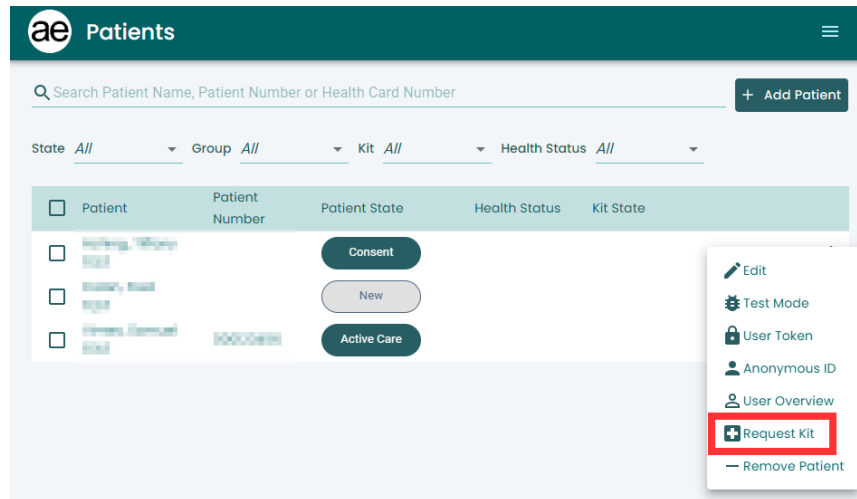 ae Patients
Search Patient Name, Patient Number or Health Card Number
+ Add Patient
State All Group All Kit All Health Status All
Patient Patient Number Patient State Health Status Kit State
Consent
New
Active Care
Edit
Test Mode
User Token
Anonymous ID
User Overview
Request Kit
Remove Patient